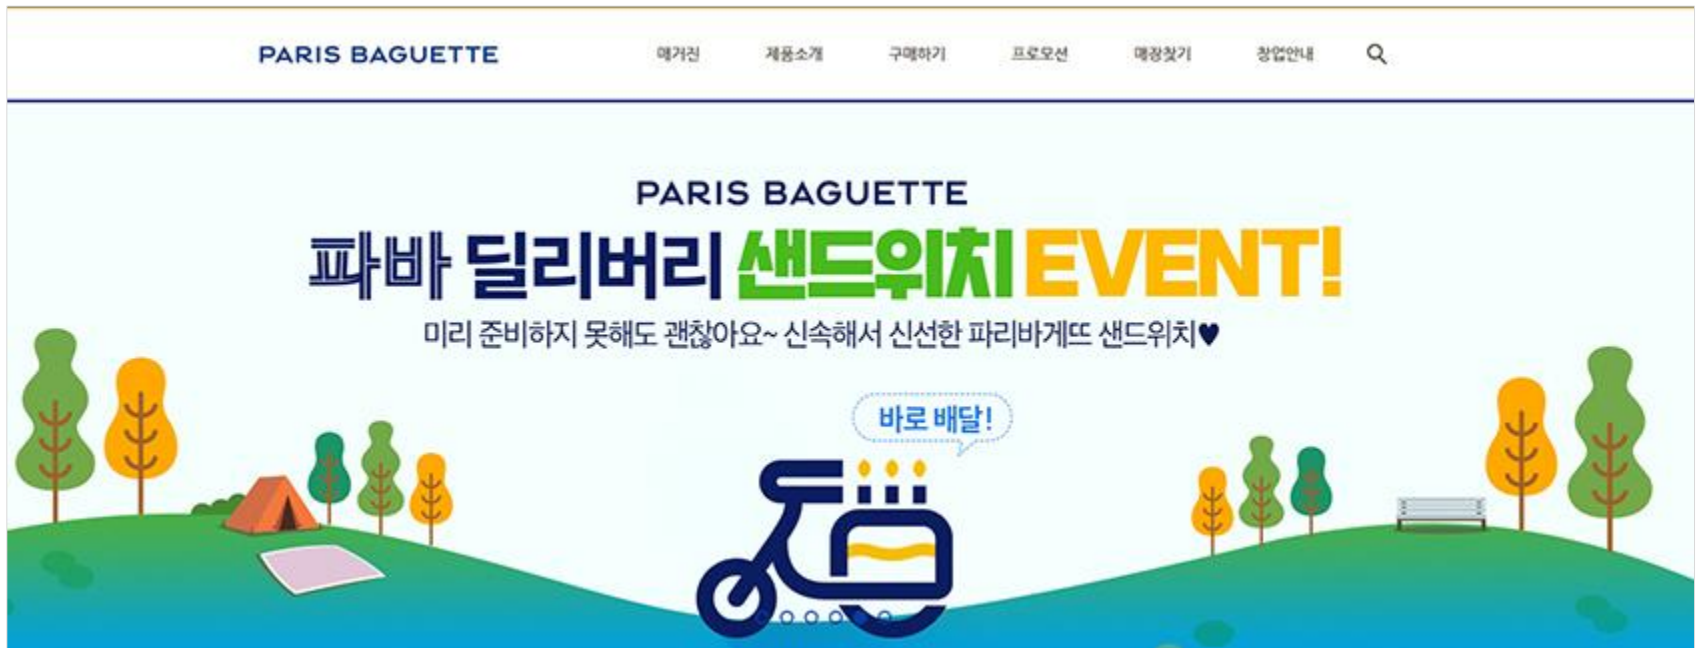 PARIS BAGUETTE 매거진 제품소개 구매하기 프로모션 매장찾기 창업안내
PARIS BAGUETTE
파바 딜리버리 샌드위치 EVENT!
미리 준비하지 못해도 괜찮아요~ 신속해서 신선한 파리바게뜨 샌드위치♥
바로 배달!